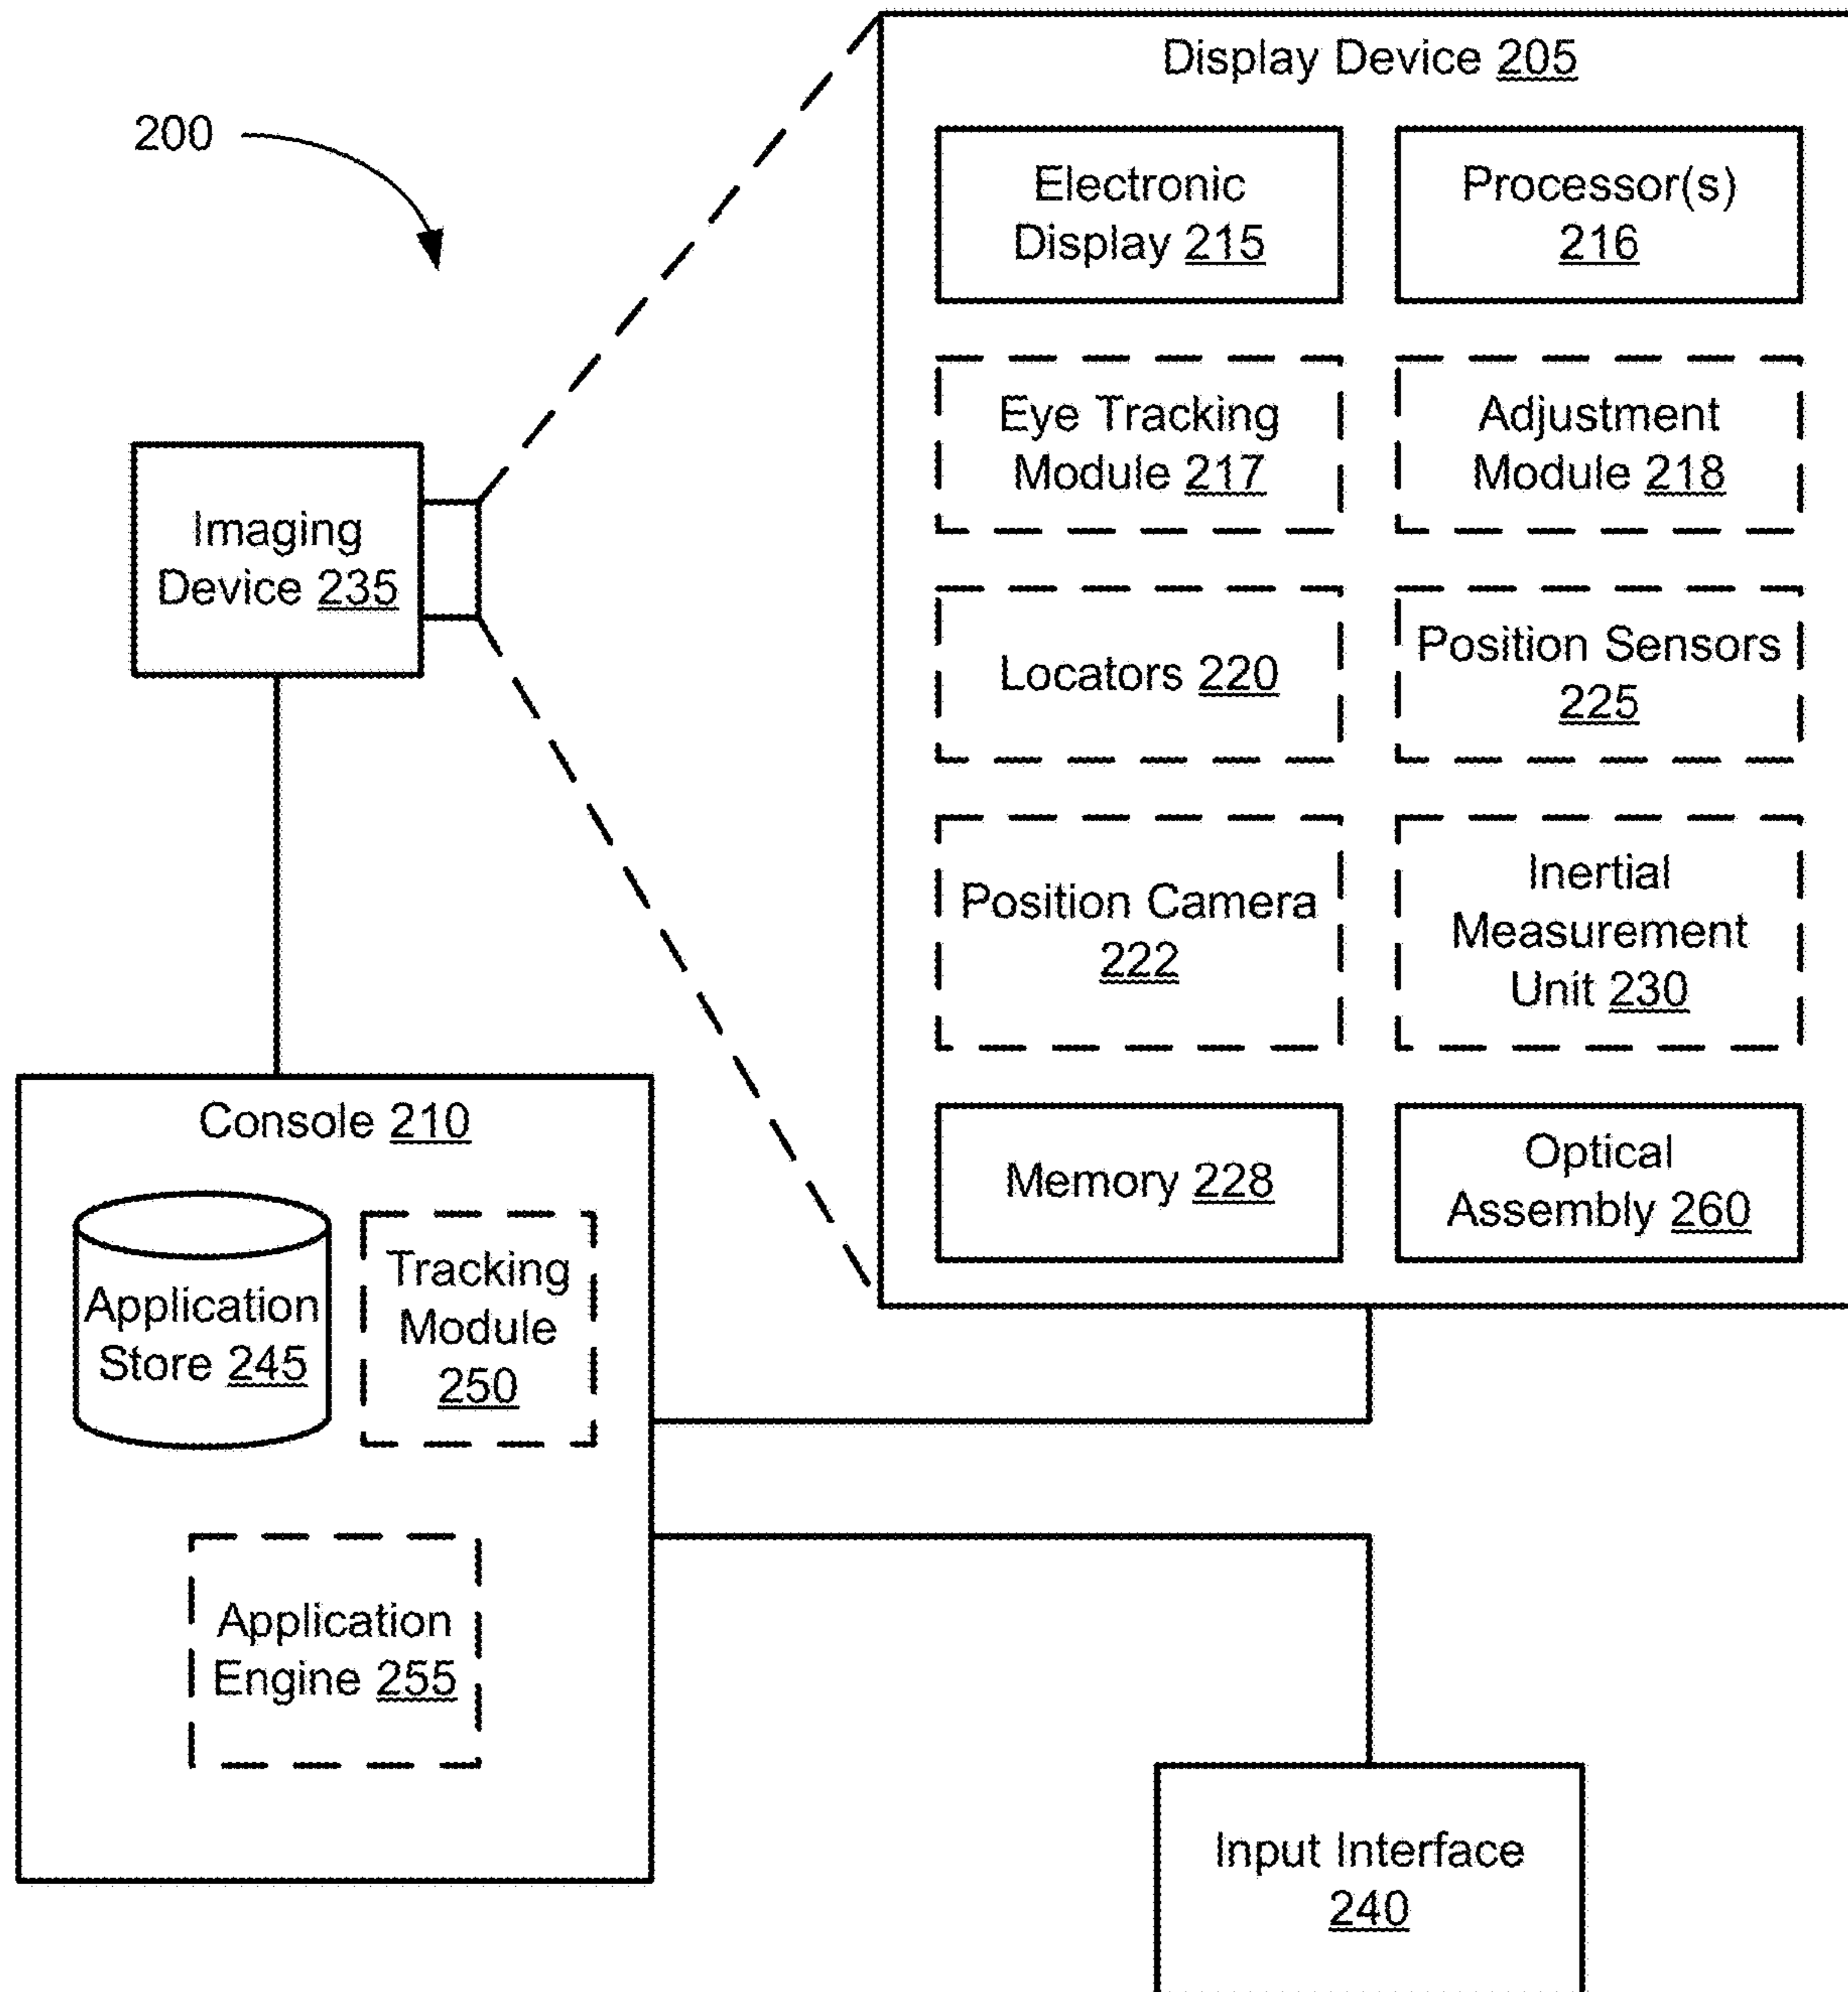 200
Display Device 205
Electronic
Display 215
Processor(s)
216
Eye Tracking
Module 217
Adjustment
Module 218
Imaging
Device 235
Locators 220
Position Sensors
225
Position Camera
222
Inertial
Measurement
Unit 230
Memory 228
Optical
Assembly 260
Console 210
Application
Store 245
Tracking
Module
250
Application
Engine 255
Input Interface
240